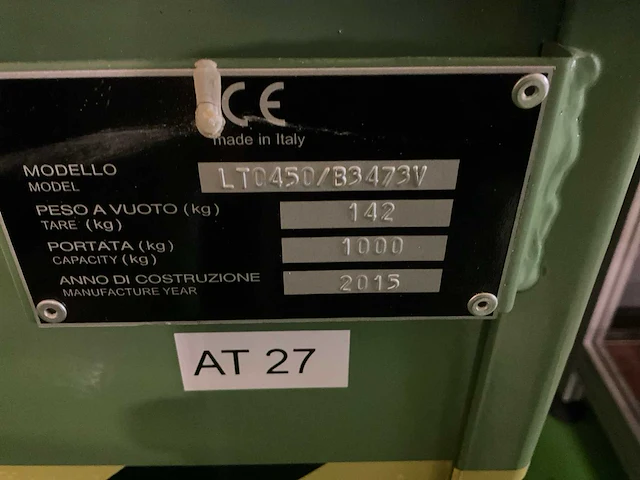 CE
made in Italy
MODELLO LT0450/B3473V
MODEL
PESO A VUOTO (kg) 142
TARE (kg)
PORTATA (kg) 1000
CAPACITY (kg)
ANNO DI COSTRUZIONE 2015
MANUFACTURE YEAR
AT 27